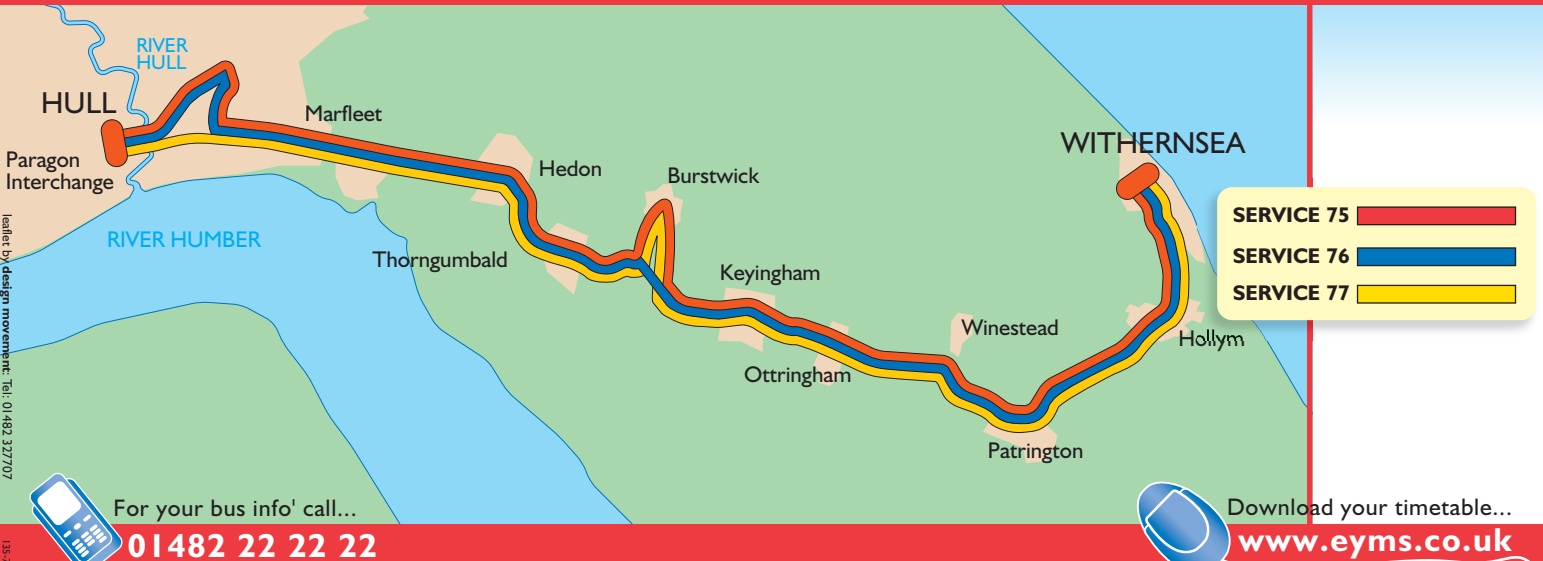 RIVER
HULL
HULL
Marfleet
Paragon
Interchange
Hedon
Burstwick
WITHERNSEA
RIVER HUMBER
Thorngumbald
Keyingham
Winestead
Hollym
Ottringham
Patrington
SERVICE 75
SERVICE 76
SERVICE 77
leaflet by design movement: Tel: 01482 327707
For your bus info' call...
01482 22 22 22
Download your timetable...
www.eyms.co.uk